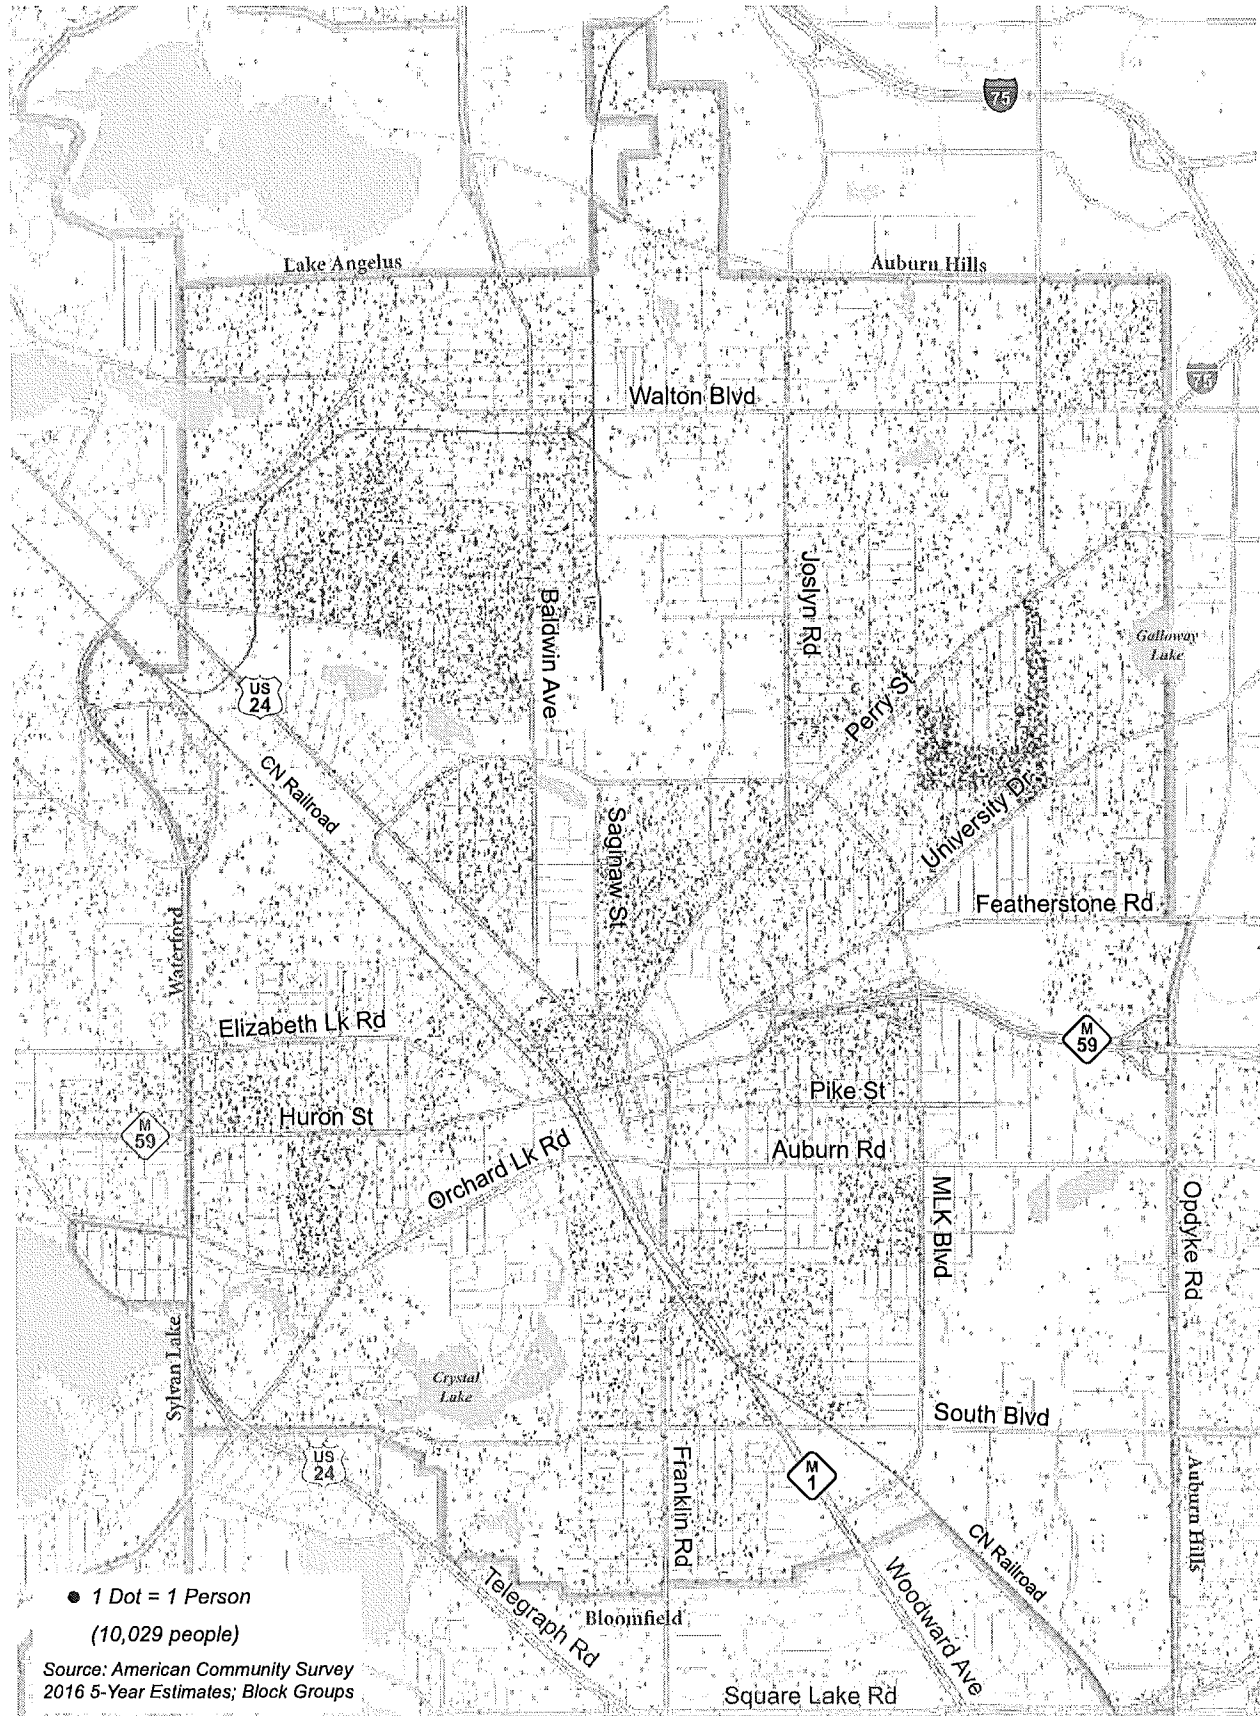 75
Lake Angelus
Auburn Hills
75
Walton Blvd
Joslyn Rd
Baldwin Ave
Galloway
Lake
US
24
Perry St
CN Railroad
University Dr
Saginaw St
Featherstone Rd
Waterford
Elizabeth Lk Rd
M
59
Pike St
Huron St
M
59
Auburn Rd
Orchard Lk Rd
MLK Blvd
Opdyke Rd
Sylvan Lake
Crystal
Lake
South Blvd
US
24
Franklin Rd
M
1
Auburn Hills
CN Railroad
Telegraph Rd
Woodward Ave
Bloomfield
Square Lake Rd
1 Dot = 1 Person
(10,029 people)
Source: American Community Survey
2016 5-Year Estimates; Block Groups